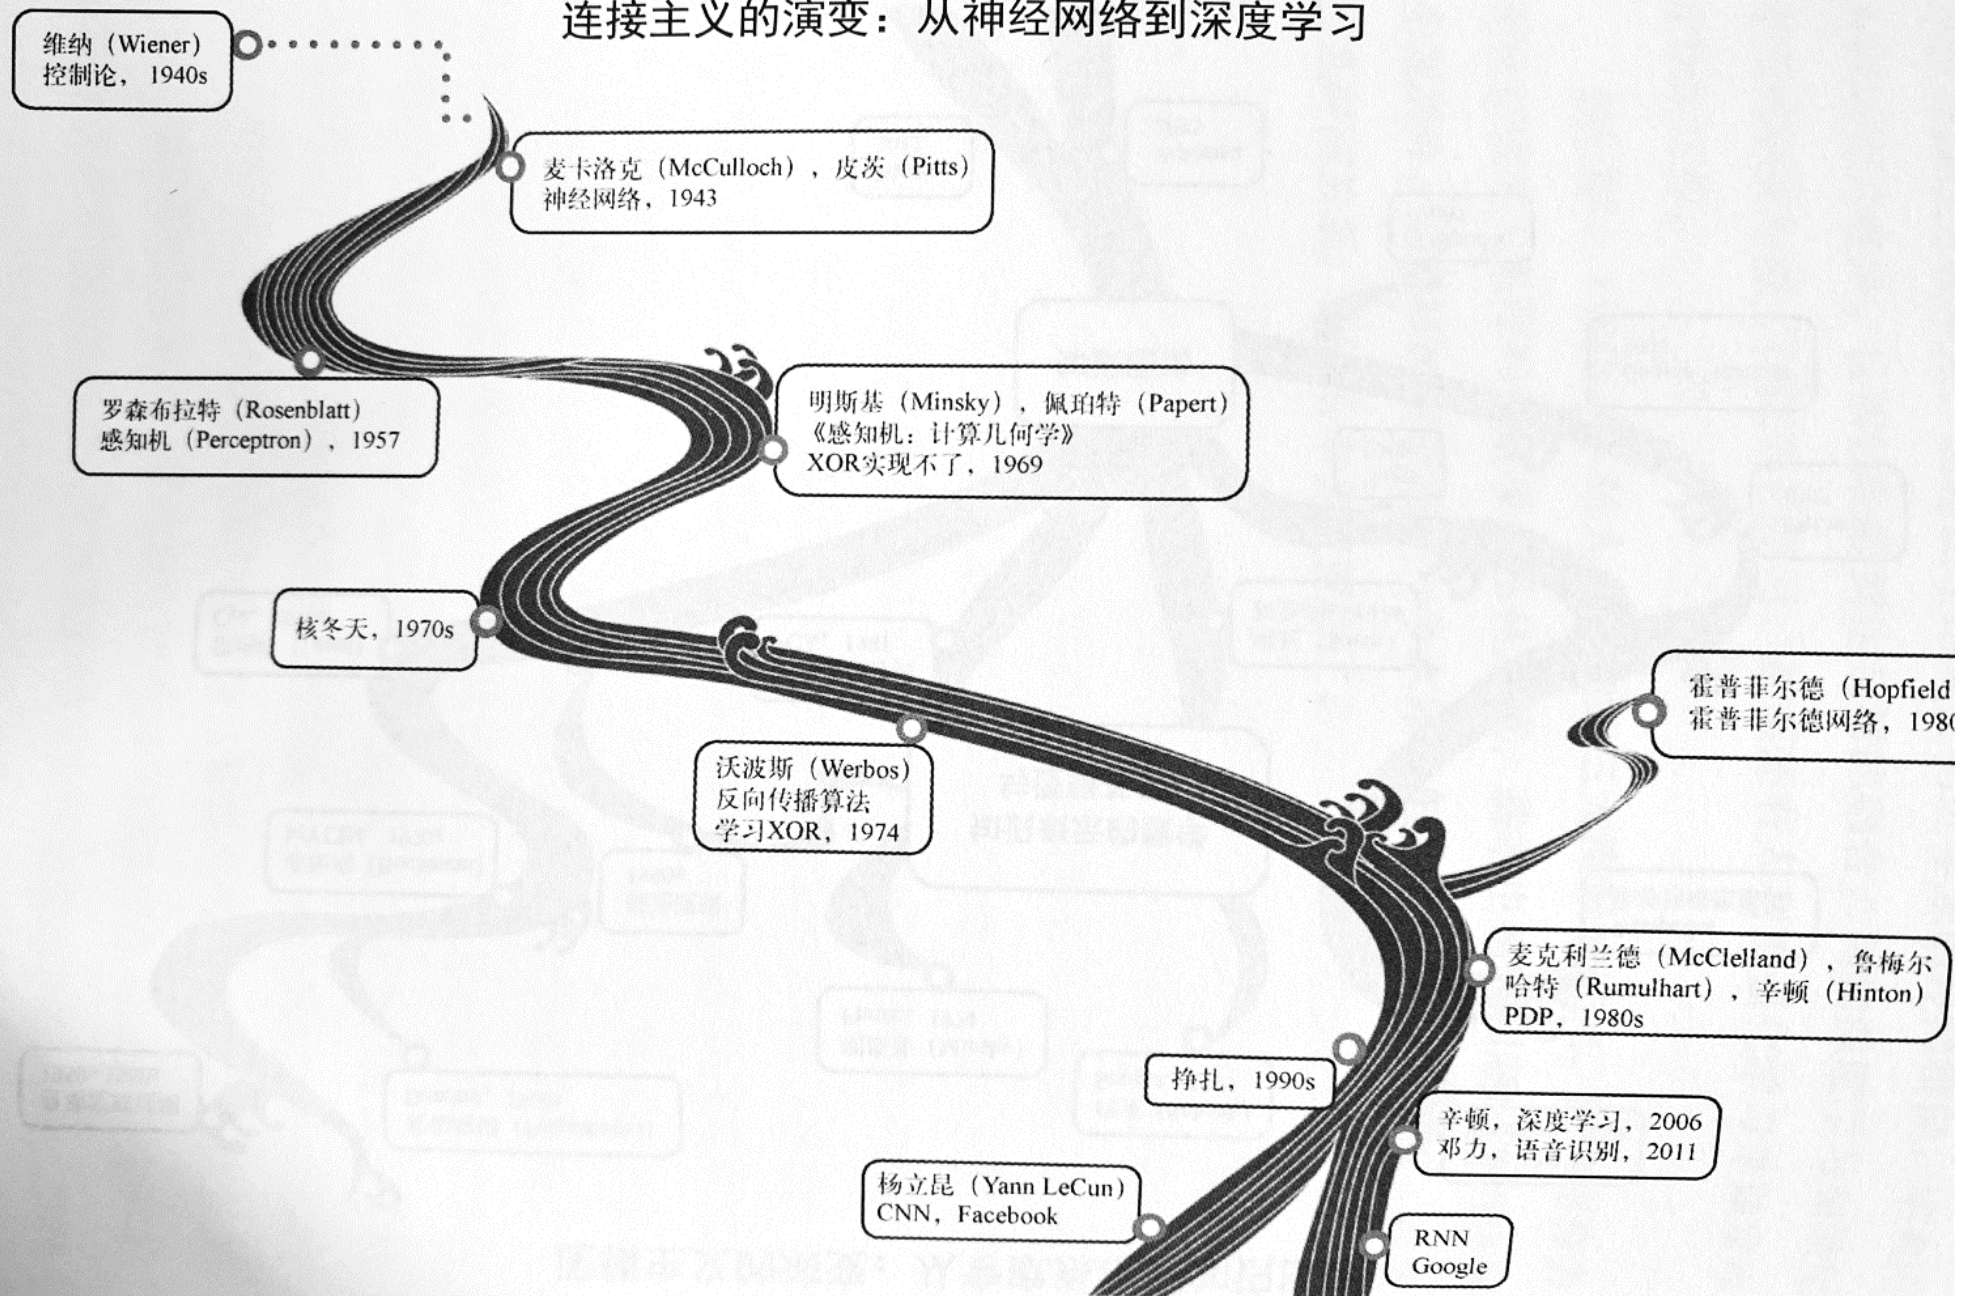 连接主义的演变：从神经网络到深度学习
维纳（Wiener）
控制论， 1940s
麦卡洛克（McCulloch），皮茨（Pitts）
神经网络，1943
罗森布拉特（Rosenblatt）
感知机（Perceptron），1957
明斯基（Minsky），佩珀特（Papert）
《感知机：计算几何学》
XOR实现不了，1969
核冬天，1970s
沃波斯（Werbos）
反向传播算法
学习XOR，1974
霍普菲尔德（Hopfield
霍普菲尔德网络，1980
麦克利兰德（McClelland），鲁梅尔
哈特（Rumulhart），辛顿（Hinton）
PDP，1980s
挣扎，1990s
辛顿，深度学习，2006
邓力，语音识别，2011
杨立昆（Yann LeCun）
CNN，Facebook
RNN
Google